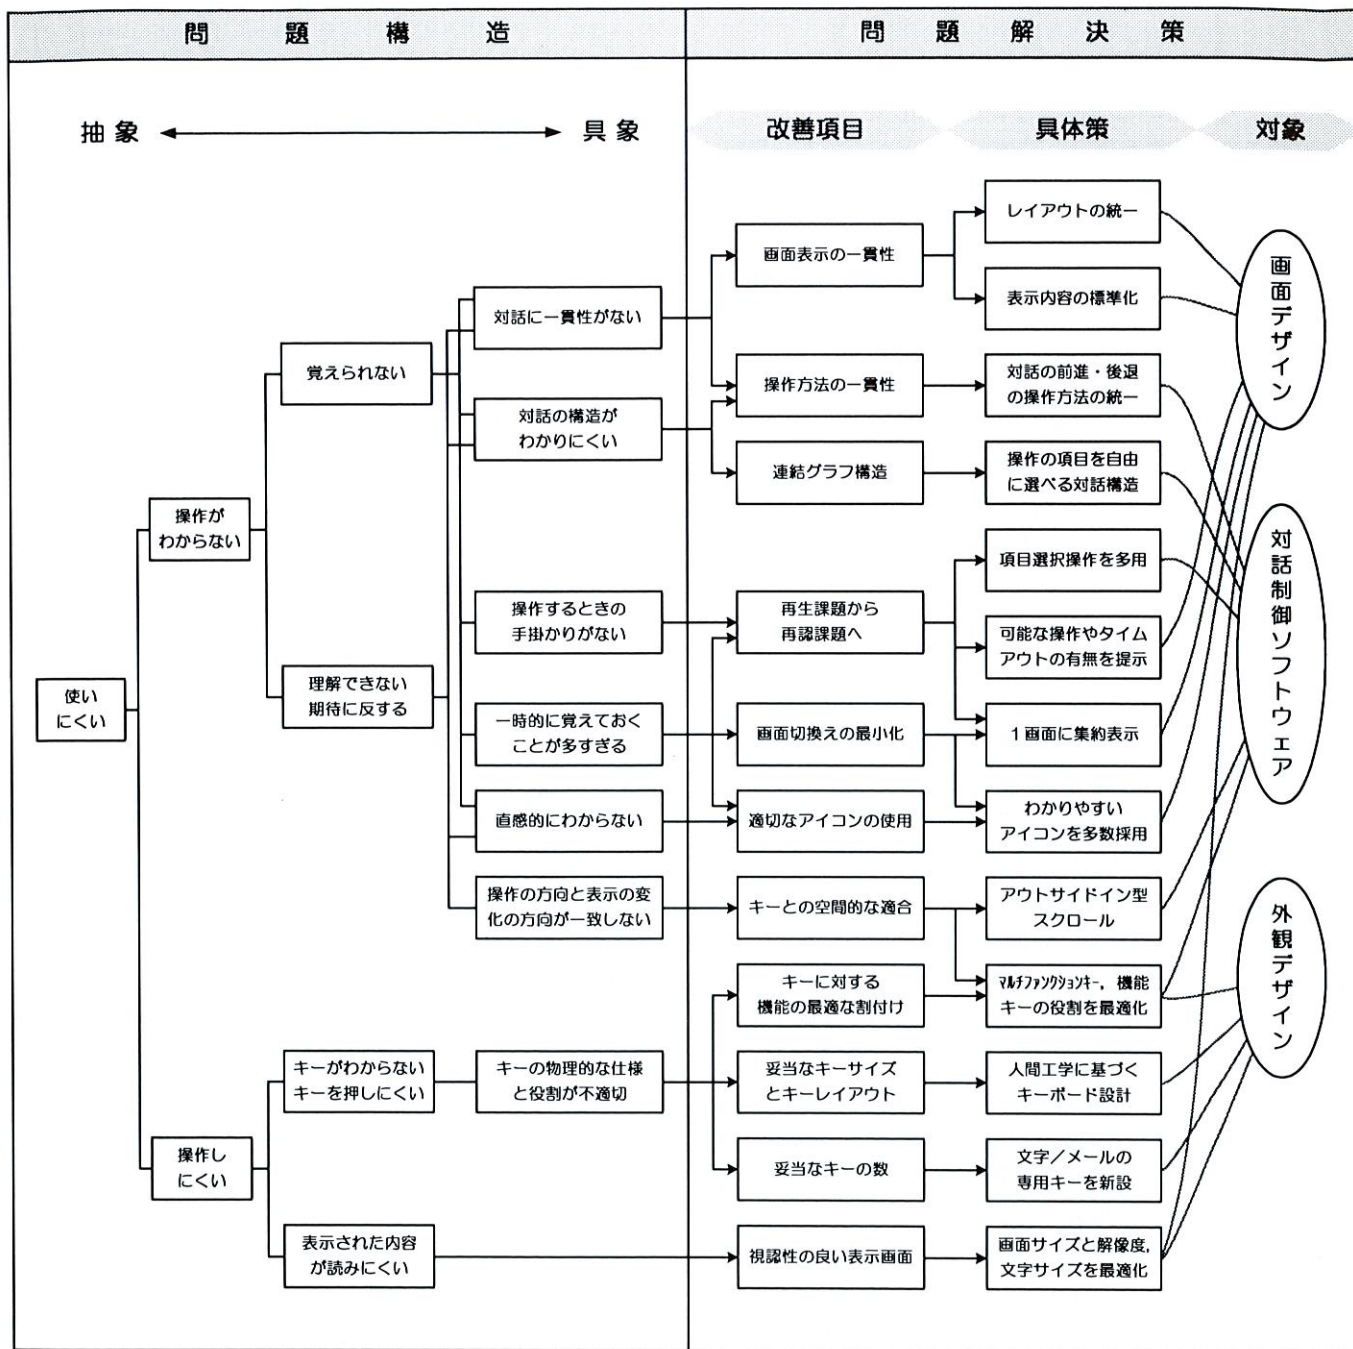 問題構造
問題解決策
抽象
具象
改善項目
具体策
対象
使い
にくい
操作が
わからない
操作し
にくい
覚えられない
理解できない
期待に反する
キーがわからない
キーを押しにくい
表示された内容
が読みにくい
対話に一貫性がない
対話の構造が
わかりにくい
操作するときの
手掛かりがない
一時的に覚えておく
ことが多すぎる
直感的にわからない
操作の方向と表示の変
化の方向が一致しない
キーの物理的な仕様
と役割が不適切
画面表示の一貫性
操作方法の一貫性
連結グラフ構造
再生課題から
再認課題へ
画面切換えの最小化
適切なアイコンの使用
キーとの空間的な適合
キーに対する
機能の最適な割付け
妥当なキーサイズ
とキーレイアウト
妥当なキーの数
視認性の良い表示画面
レイアウトの統一
表示内容の標準化
対話の前進・後退
の操作方法の統一
操作の項目を自由
に選べる対話構造
項目選択操作を多用
可能な操作やタイム
アウトの有無を提示
1画面に集約表示
わかりやすい
アイコンを多数採用
アウトサイドイン型
スクロール
マルチファンクションキー，機能
キーの役割を最適化
人間工学に基づく
キーボード設計
文字／メールの
専用キーを新設
画面サイズと解像度，
文字サイズを最適化
画面デザイン
対話制御ソフトウェア
外観デザイン